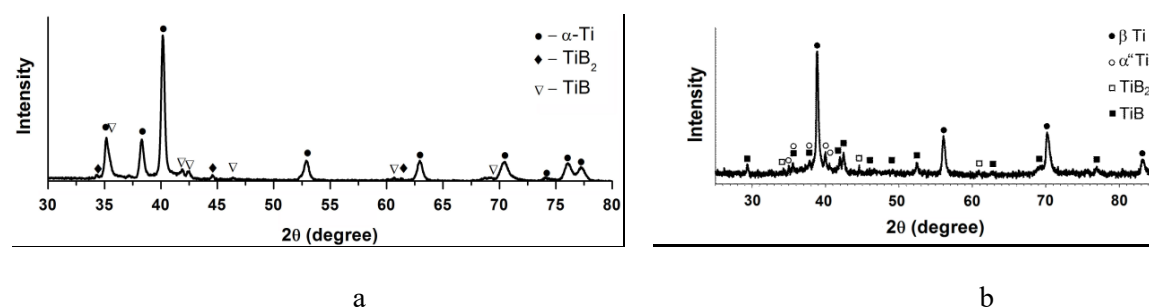 Intensity
● – α-Ti
◆ – TiB₂
▽ – TiB
30 35 40 45 50 55 60 65 70 75 80
2θ (degree)
a
Intensity
● β Ti
○ α“Ti
□ TiB₂
■ TiB
30 40 50 60 70 80
2θ (degree)
b